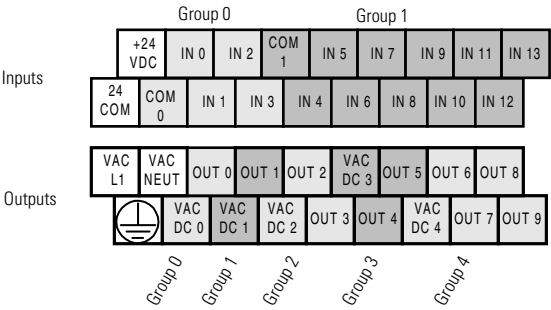 Group 0 Group 1
Inputs
+24 VDC IN 0 IN 2 COM 1 IN 5 IN 7 IN 9 IN 11 IN 13
24 COM COM 0 IN 1 IN 3 IN 4 IN 6 IN 8 IN 10 IN 12
Outputs
VAC L1 VAC NEUT OUT 0 OUT 1 OUT 2 VAC DC 3 OUT 5 OUT 6 OUT 8
VAC DC 0 VAC DC 1 VAC DC 2 OUT 3 OUT 4 VAC DC 4 OUT 7 OUT 9
Group 0 Group 1 Group 2 Group 3 Group 4